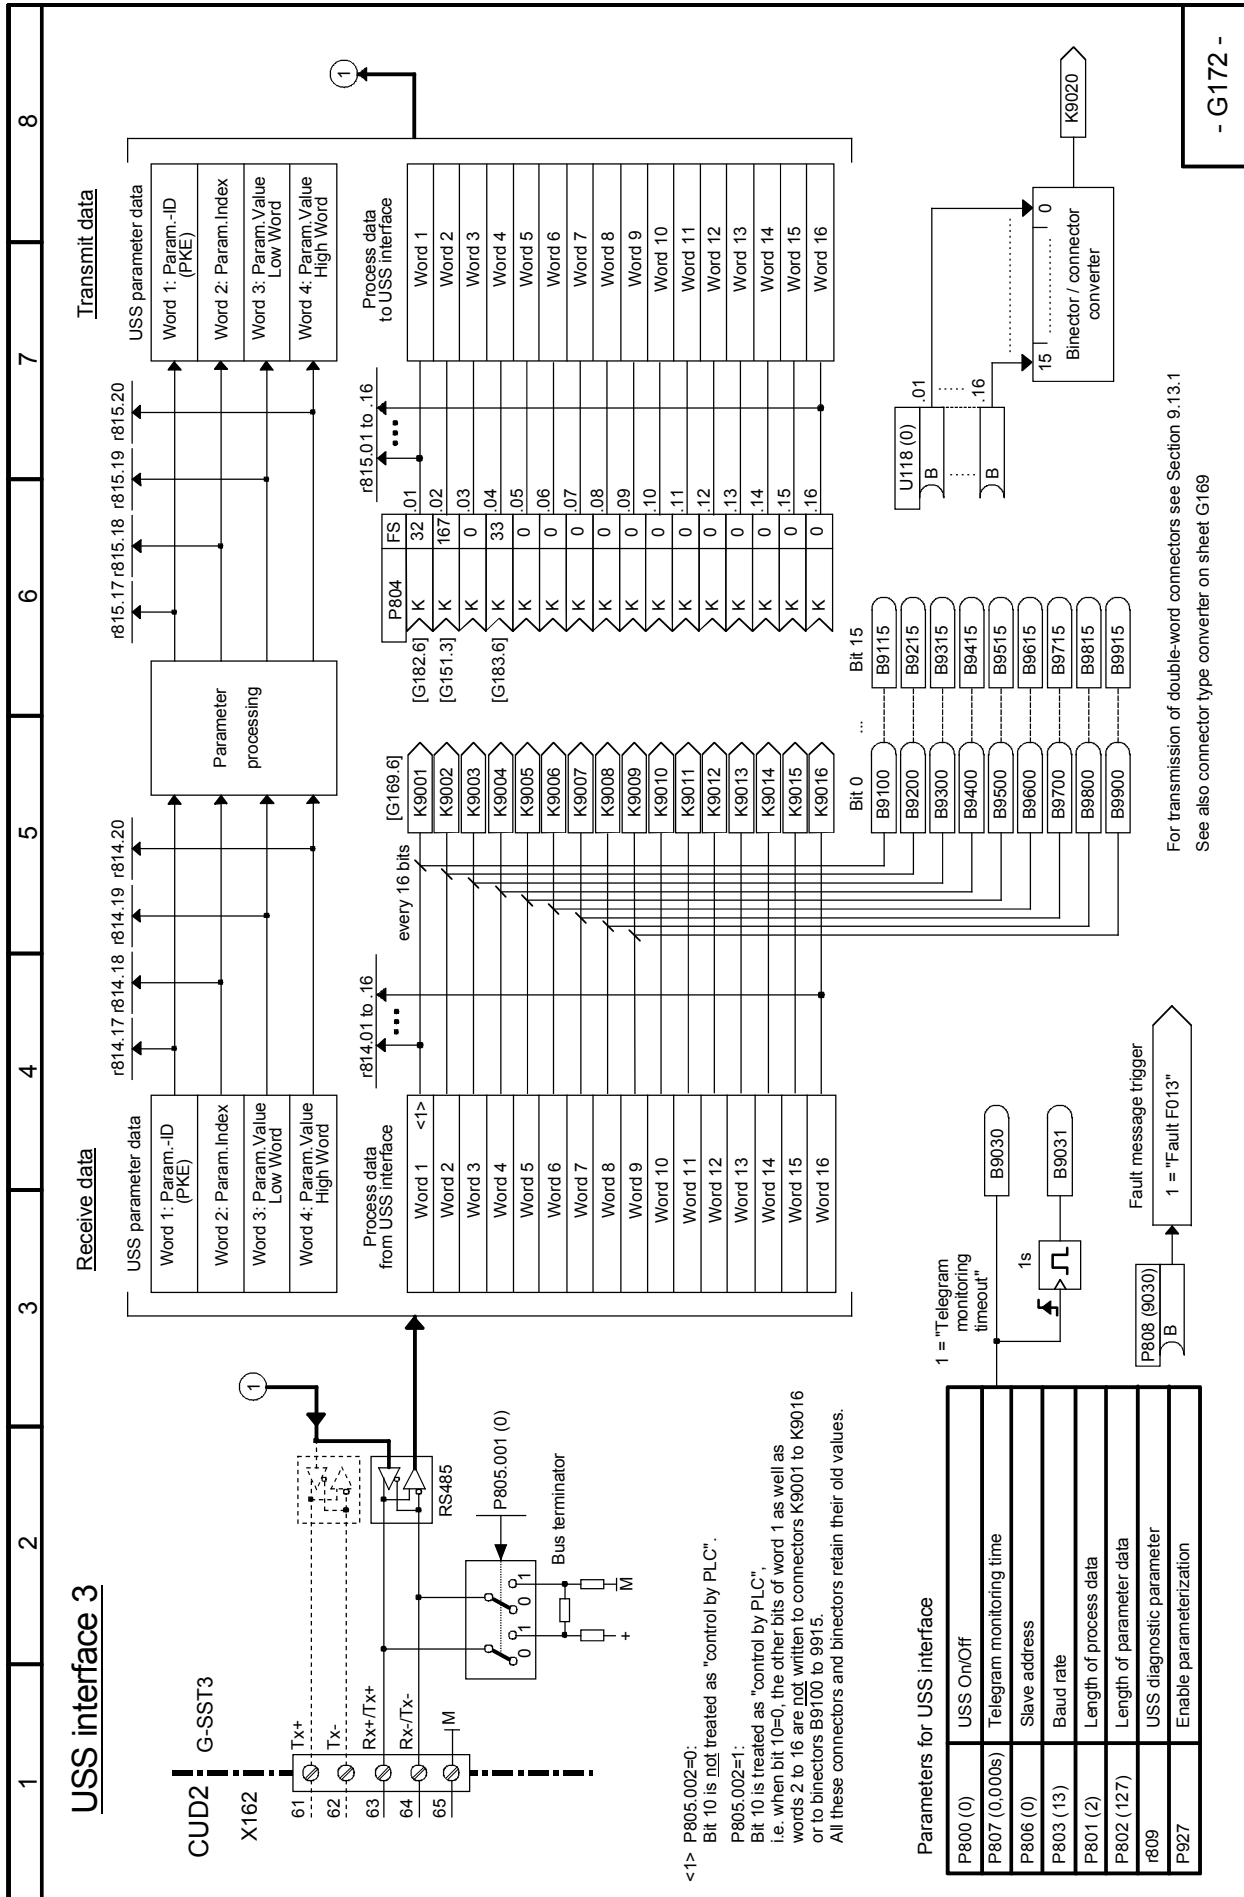 1
2
3
4
5
6
7
8
USS interface 3
CUD2
G-SST3
X162
61
Tx+
62
Tx-
63
Rx+/Tx+
64
Rx-/Tx-
65
M
RS485
1
P805.001 (0)
0
1
0
1
Bus terminator
+
M
<1> P805.002=0:
Bit 10 is not treated as "control by PLC".
P805.002=1:
Bit 10 is treated as "control by PLC",
i.e. when bit 10=0, the other bits of word 1 as well as
words 2 to 16 are not written to connectors K9001 to K9016
or to binectors B9100 to 9915.
All these connectors and binectors retain their old values.
Parameters for USS interface
P800 (0) USS On/Off
P807 (0,000s) Telegram monitoring time
P806 (0) Slave address
P803 (13) Baud rate
P801 (2) Length of process data
P802 (127) Length of parameter data
r809 USS diagnostic parameter
P927 Enable parameterization
Receive data
USS parameter data
Word 1: Param.-ID
(PKE)
Word 2: Param.Index
Word 3: Param.Value
Low Word
Word 4: Param.Value
High Word
r814.17
r814.18
r814.19
r814.20
Parameter
processing
r815.17
r815.18
r815.19
r815.20
Transmit data
USS parameter data
Word 1: Param.-ID
(PKE)
Word 2: Param.Index
Word 3: Param.Value
Low Word
Word 4: Param.Value
High Word
1
Process data
from USS interface
Word 1 <1>
Word 2
Word 3
Word 4
Word 5
Word 6
Word 7
Word 8
Word 9
Word 10
Word 11
Word 12
Word 13
Word 14
Word 15
Word 16
r814.01 to .16
every 16 bits
[G169.6]
K9001
K9002
K9003
K9004
K9005
K9006
K9007
K9008
K9009
K9010
K9011
K9012
K9013
K9014
K9015
K9016
P804 FS
[G182.6] K 32 .01
[G151.3] K 167 .02
K 0 .03
[G183.6] K 33 .04
K 0 .05
K 0 .06
K 0 .07
K 0 .08
K 0 .09
K 0 .10
K 0 .11
K 0 .12
K 0 .13
K 0 .14
K 0 .15
K 0 .16
r815.01 to .16
Process data
to USS interface
Word 1
Word 2
Word 3
Word 4
Word 5
Word 6
Word 7
Word 8
Word 9
Word 10
Word 11
Word 12
Word 13
Word 14
Word 15
Word 16
Bit 0 ... Bit 15
B9100 B9115
B9200 B9215
B9300 B9315
B9400 B9415
B9500 B9515
B9600 B9615
B9700 B9715
B9800 B9815
B9900 B9915
U118 (0)
B .01
B .16
15 0
Binector / connector
converter
K9020
1 = "Telegram
monitoring
timeout"
B9030
1s
B9031
Fault message trigger
P808 (9030)
B
1 = "Fault F013"
For transmission of double-word connectors see Section 9.13.1
See also connector type converter on sheet G169
- G172 -